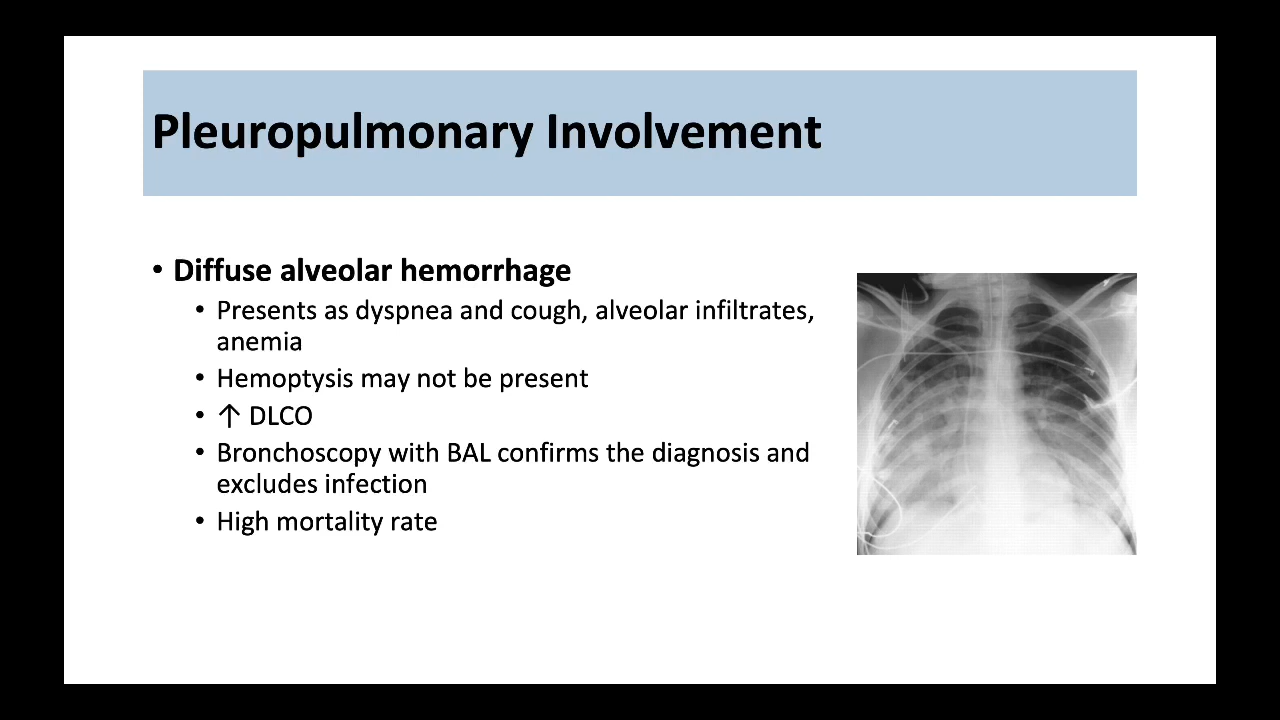 Pleuropulmonary Involvement
• Diffuse alveolar hemorrhage
• Presents as dyspnea and cough, alveolar infiltrates,
anemia
• Hemoptysis may not be present
• ↑ DLCO
• Bronchoscopy with BAL confirms the diagnosis and
excludes infection
• High mortality rate